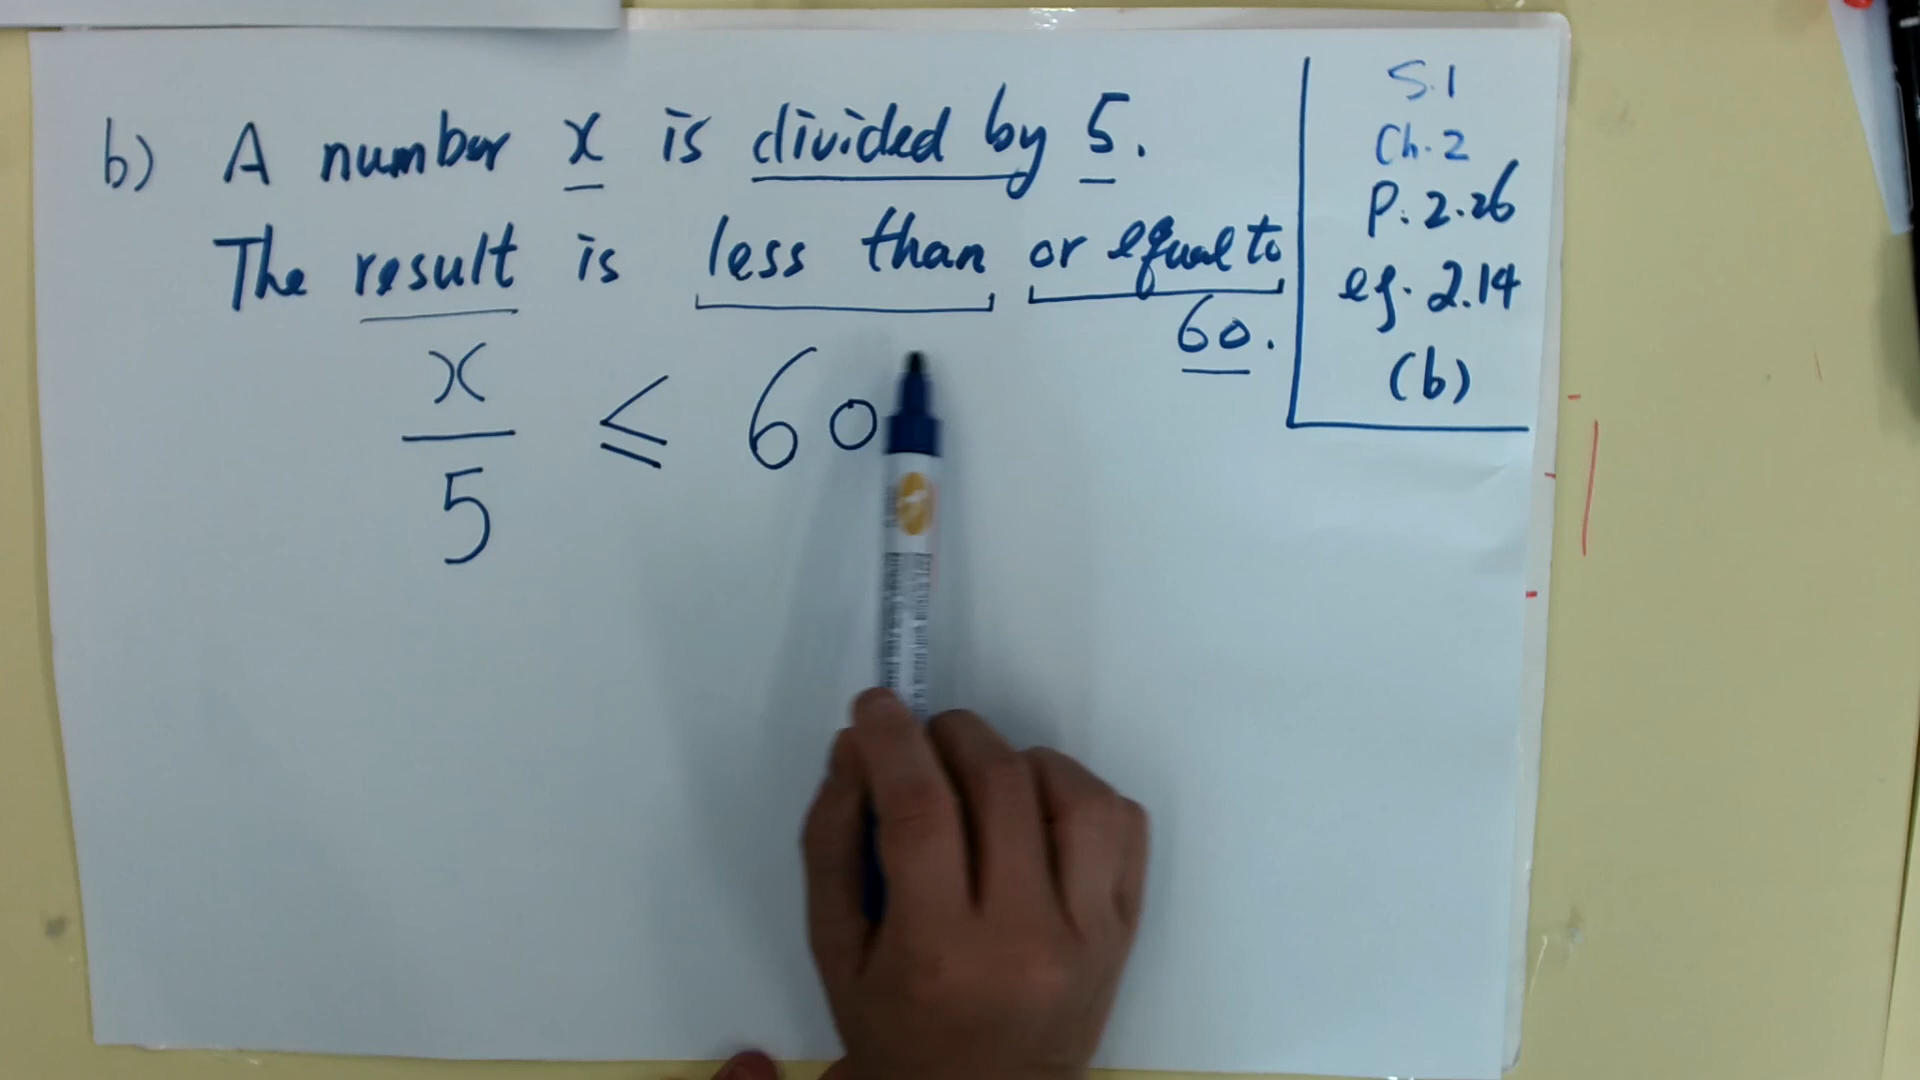 b) A number x is divided by 5.
The result is less than or equal to
60.
x
5
≤ 60
S.1
Ch. 2
P. 2.26
eg. 2.14
(b)